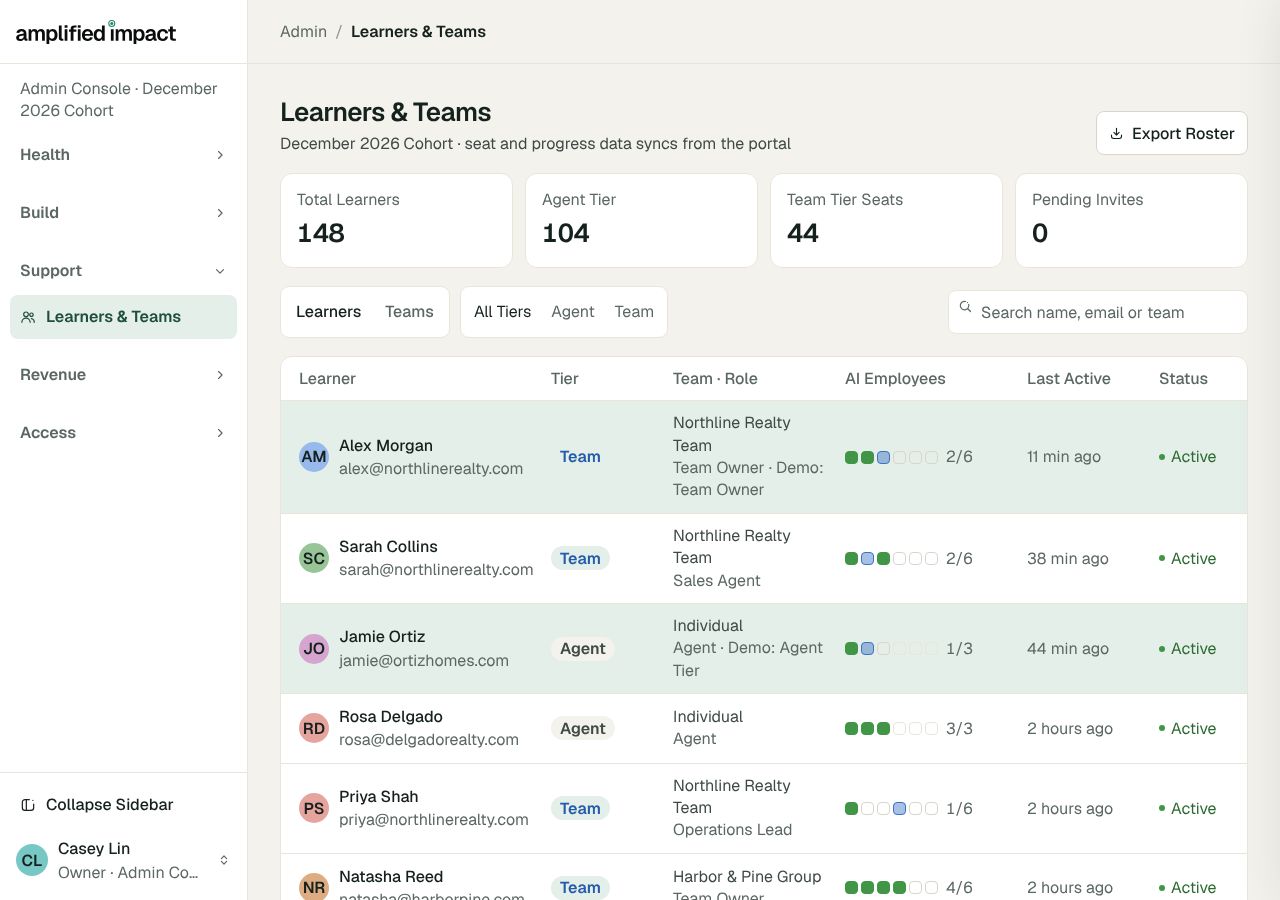 amplified impact
Admin / Learners & Teams
Admin Console · December
2026 Cohort
Health
Build
Support
Learners & Teams
Revenue
Access
Collapse Sidebar
CL
Casey Lin
Owner · Admin Co...
Learners & Teams
December 2026 Cohort · seat and progress data syncs from the portal
Export Roster
Total Learners
148
Agent Tier
104
Team Tier Seats
44
Pending Invites
0
Learners Teams
All Tiers Agent Team
Search name, email or team
Learner Tier Team · Role AI Employees Last Active Status
AM
Alex Morgan
alex@northlinerealty.com
Team
Northline Realty
Team
Team Owner · Demo:
Team Owner
2/6
11 min ago
Active
SC
Sarah Collins
sarah@northlinerealty.com
Team
Northline Realty
Team
Sales Agent
2/6
38 min ago
Active
JO
Jamie Ortiz
jamie@ortizhomes.com
Agent
Individual
Agent · Demo: Agent
Tier
1/3
44 min ago
Active
RD
Rosa Delgado
rosa@delgadorealty.com
Agent
Individual
Agent
3/3
2 hours ago
Active
PS
Priya Shah
priya@northlinerealty.com
Team
Northline Realty
Team
Operations Lead
1/6
2 hours ago
Active
NR
Natasha Reed
natasha@harborpine.com
Team
Harbor & Pine Group
Team Owner
4/6
2 hours ago
Active